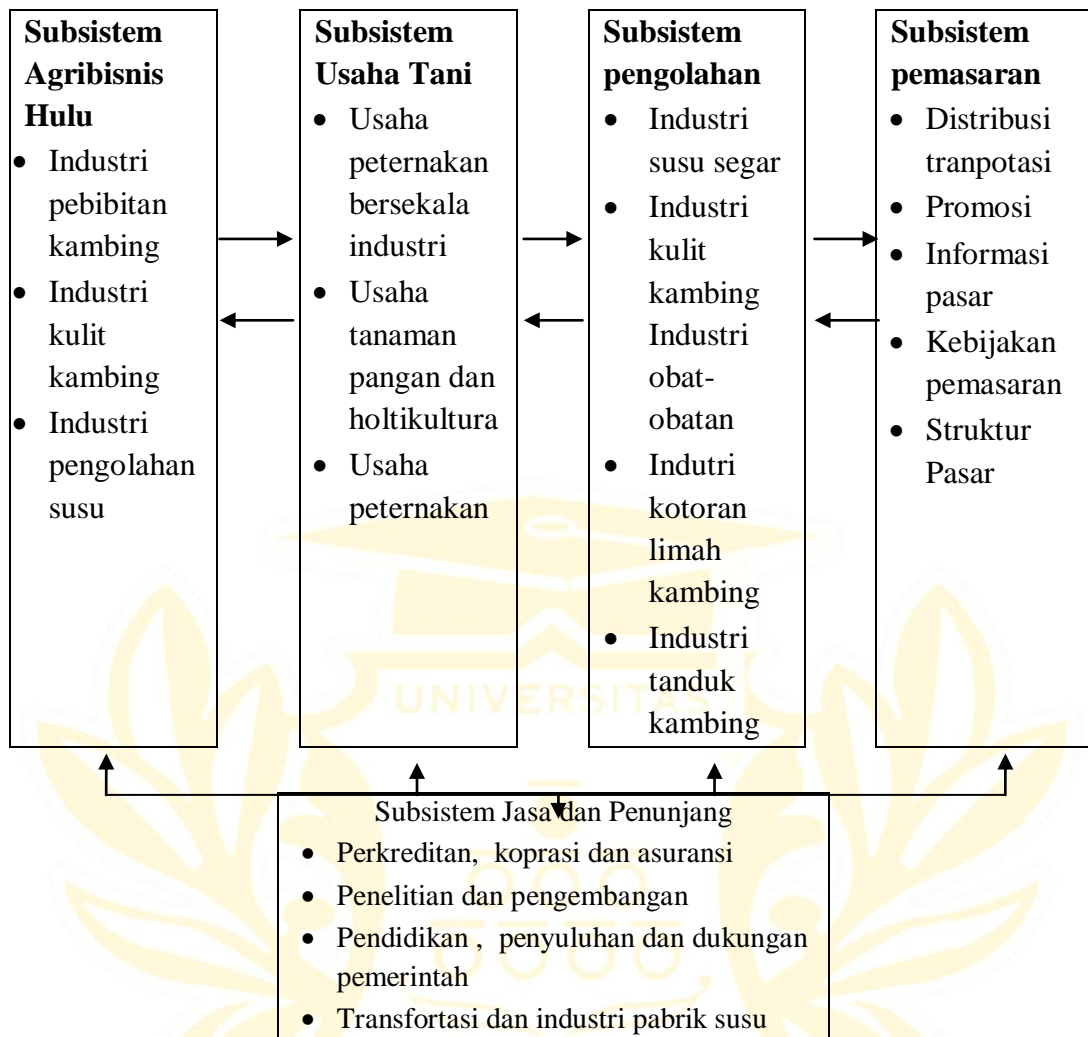 Subsistem
Agribisnis
Hulu
• Industri
pebibitan
kambing
• Industri
kulit
kambing
• Industri
pengolahan
susu
Subsistem
Usaha Tani
• Usaha
peternakan
bersekala
industri
• Usaha
tanaman
pangan dan
holtikultura
• Usaha
peternakan
Subsistem
pengolahan
• Industri
susu segar
• Industri
kulit
kambing
Industri
obat-
obatan
• Indutri
kotoran
limah
kambing
• Industri
tanduk
kambing
Subsistem
pemasaran
• Distribusi
tranpotasi
• Promosi
• Informasi
pasar
• Kebijakan
pemasaran
• Struktur
Pasar
UNIVERSITAS
Subsistem Jasa dan Penunjang
• Perkreditan, koprasi dan asuransi
• Penelitian dan pengembangan
• Pendidikan , penyuluhan dan dukungan
pemerintah
• Transfortasi dan industri pabrik susu